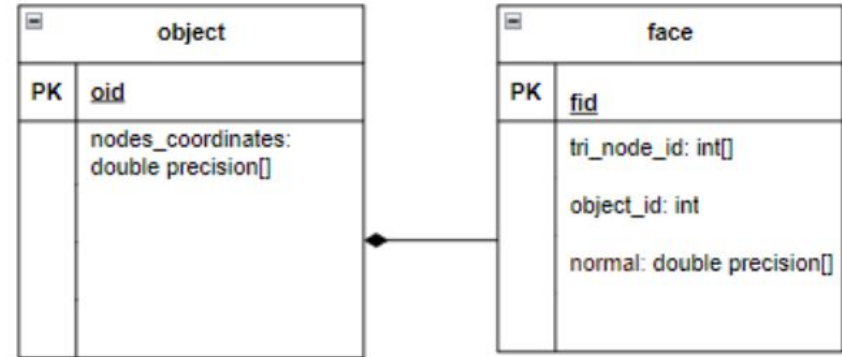 object
PK
oid
nodes_coordinates:
double precision[]
face
PK
fid
tri_node_id: int[]
object_id: int
normal: double precision[]